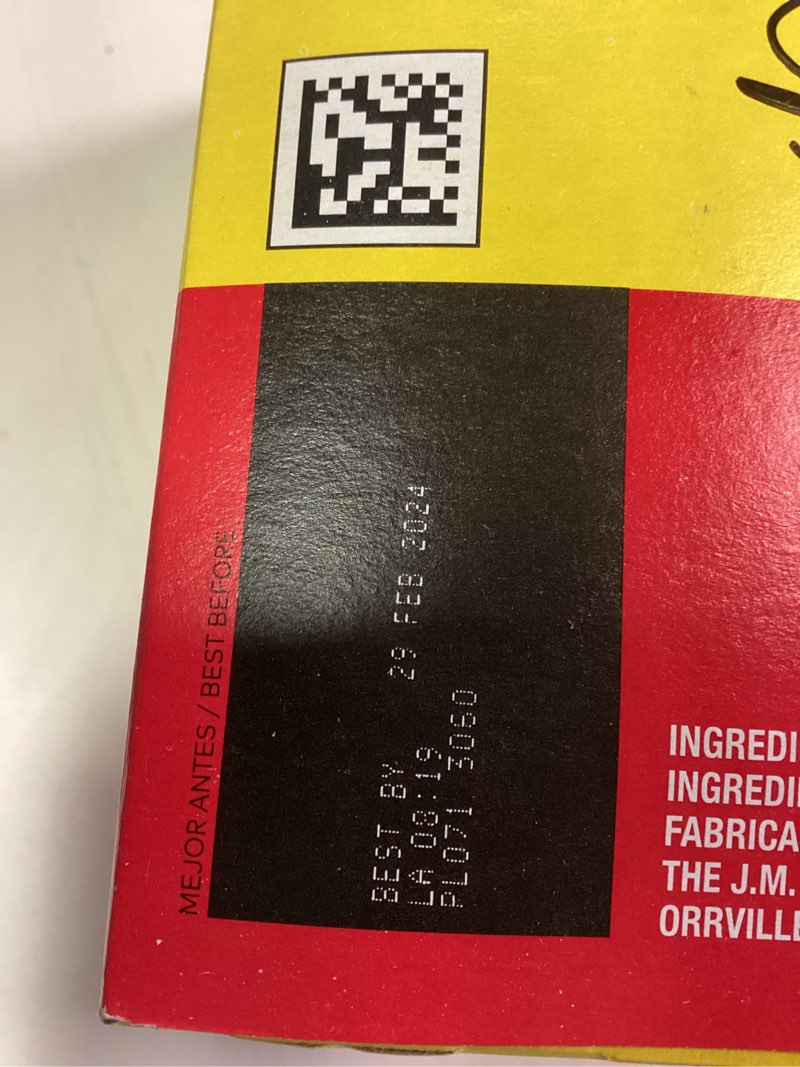 MEJOR ANTES / BEST BEFORE
BEST BY 29 FEB 2024
LA 08:19
PL071 3060
INGREDI
INGREDI
FABRICA
THE J.M.
ORRVILLE